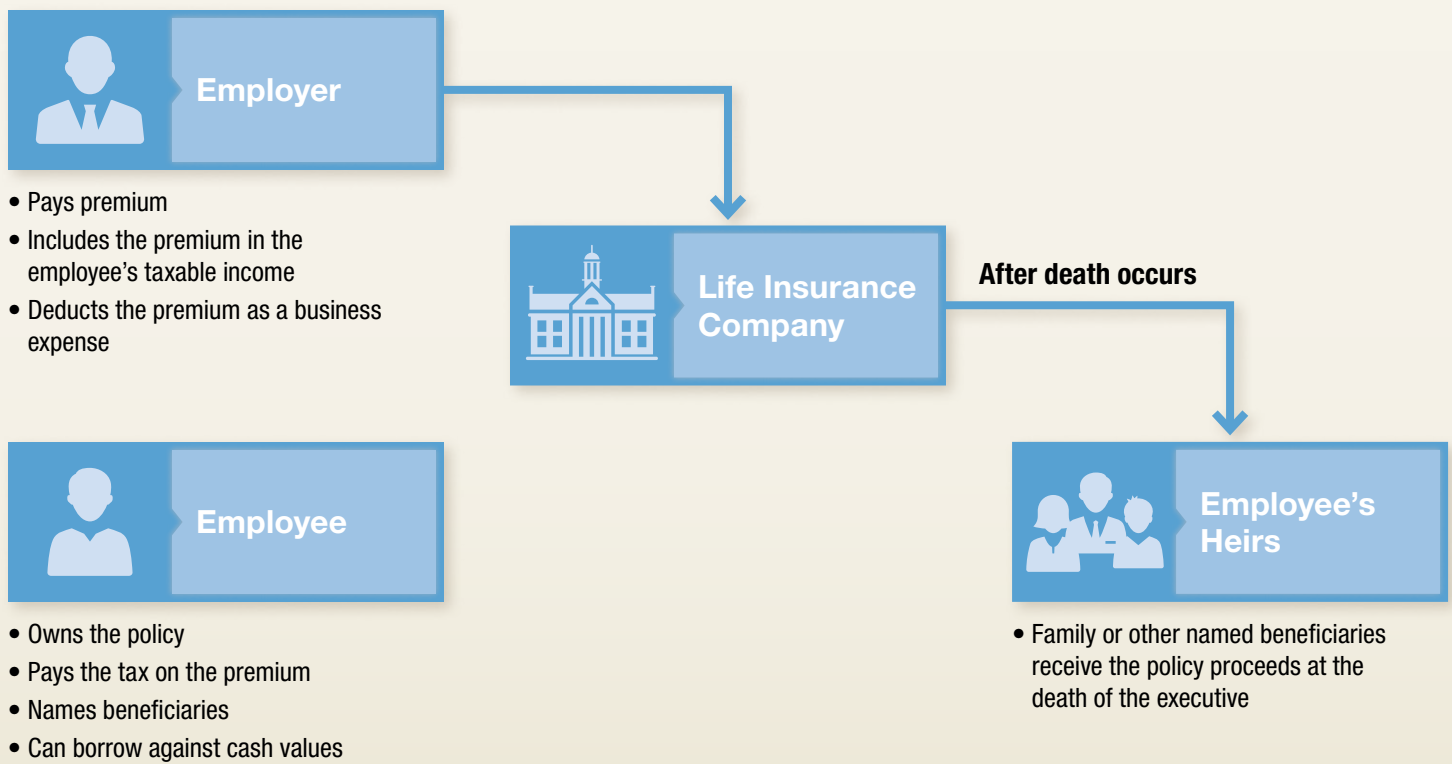 Employer
• Pays premium
• Includes the premium in the
employee's taxable income
• Deducts the premium as a business
expense
Life Insurance
Company
After death occurs
Employee
• Owns the policy
• Pays the tax on the premium
• Names beneficiaries
• Can borrow against cash values
Employee's
Heirs
• Family or other named beneficiaries
receive the policy proceeds at the
death of the executive